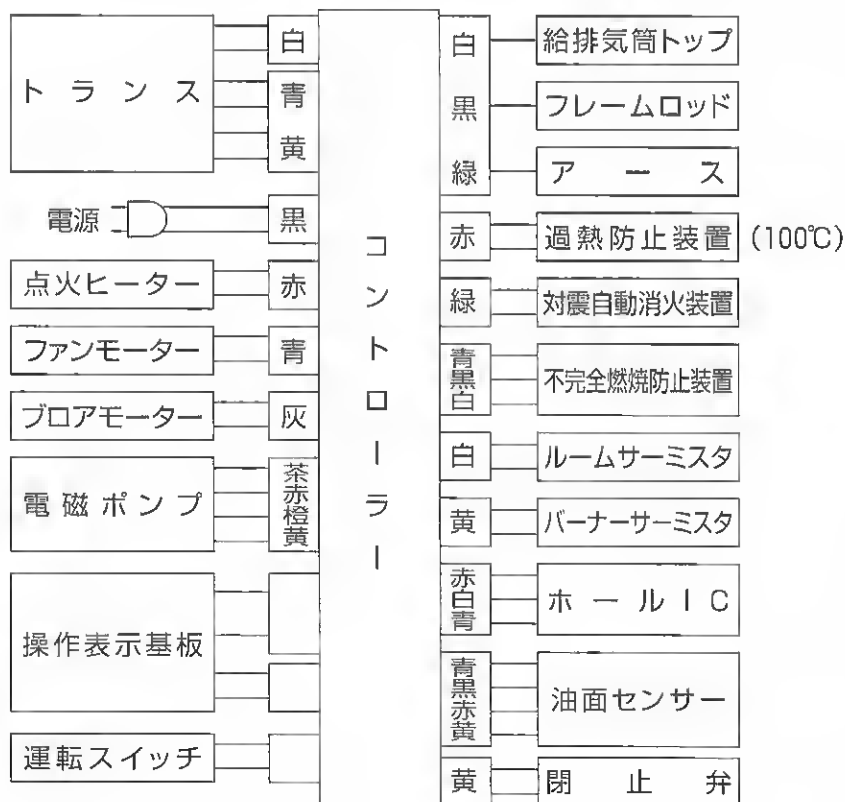 トランス
白
青
黄
電源
黒
点火ヒーター
赤
ファンモーター
青
ブロアモーター
灰
電磁ポンプ
茶
赤
橙
黄
操作表示基板
運転スイッチ
コントローラー
白
給排気筒トップ
黒
フレームロッド
緑
アース
赤
過熱防止装置 (100℃)
緑
対震自動消火装置
青
黒
白
不完全燃焼防止装置
白
ルームサーミスタ
黄
バーナーサーミスタ
赤
白
青
ホールIC
青
黒
赤
黄
油面センサー
黄
閉止弁